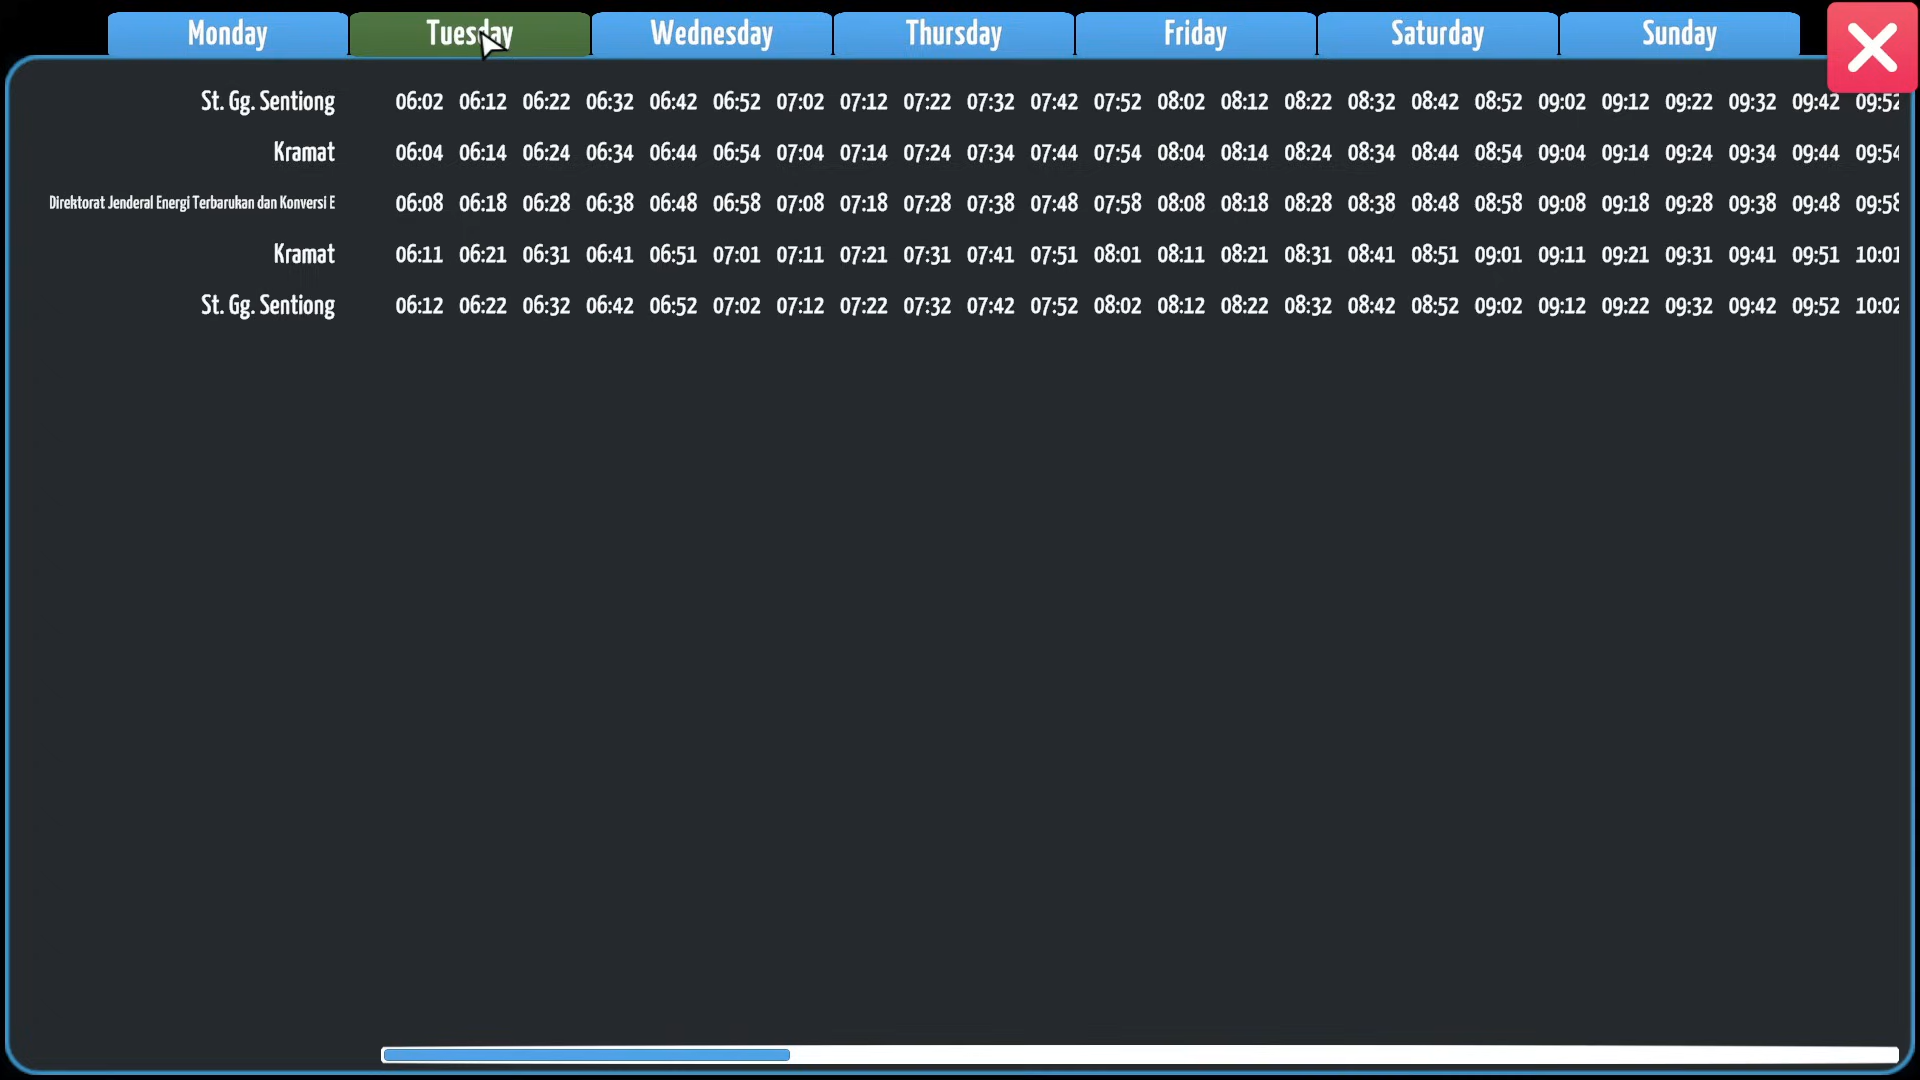 Monday Tuesday Wednesday Thursday Friday Saturday Sunday
St. Gg. Sentiong 06:02 06:12 06:22 06:32 06:42 06:52 07:02 07:12 07:22 07:32 07:42 07:52 08:02 08:12 08:22 08:32 08:42 08:52 09:02 09:12 09:22 09:32 09:42 09:52
Kramat 06:04 06:14 06:24 06:34 06:44 06:54 07:04 07:14 07:24 07:34 07:44 07:54 08:04 08:14 08:24 08:34 08:44 08:54 09:04 09:14 09:24 09:34 09:44 09:54
Direktorat Jenderal Energi Terbarukan dan Konversi E 06:08 06:18 06:28 06:38 06:48 06:58 07:08 07:18 07:28 07:38 07:48 07:58 08:08 08:18 08:28 08:38 08:48 08:58 09:08 09:18 09:28 09:38 09:48 09:58
Kramat 06:11 06:21 06:31 06:41 06:51 07:01 07:11 07:21 07:31 07:41 07:51 08:01 08:11 08:21 08:31 08:41 08:51 09:01 09:11 09:21 09:31 09:41 09:51 10:01
St. Gg. Sentiong 06:12 06:22 06:32 06:42 06:52 07:02 07:12 07:22 07:32 07:42 07:52 08:02 08:12 08:22 08:32 08:42 08:52 09:02 09:12 09:22 09:32 09:42 09:52 10:02